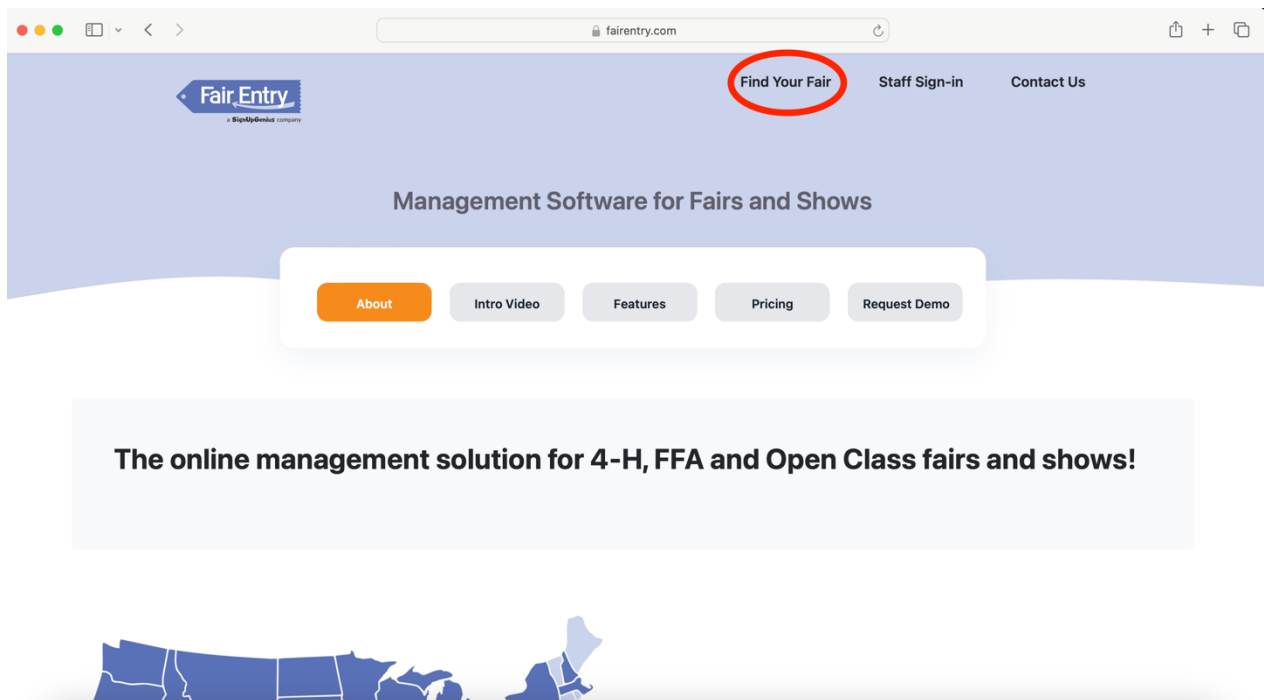 fairentry.com
Find Your Fair
Staff Sign-in
Contact Us
Fair Entry
a SignUpGenius company
Management Software for Fairs and Shows
About
Intro Video
Features
Pricing
Request Demo
The online management solution for 4-H, FFA and Open Class fairs and shows!